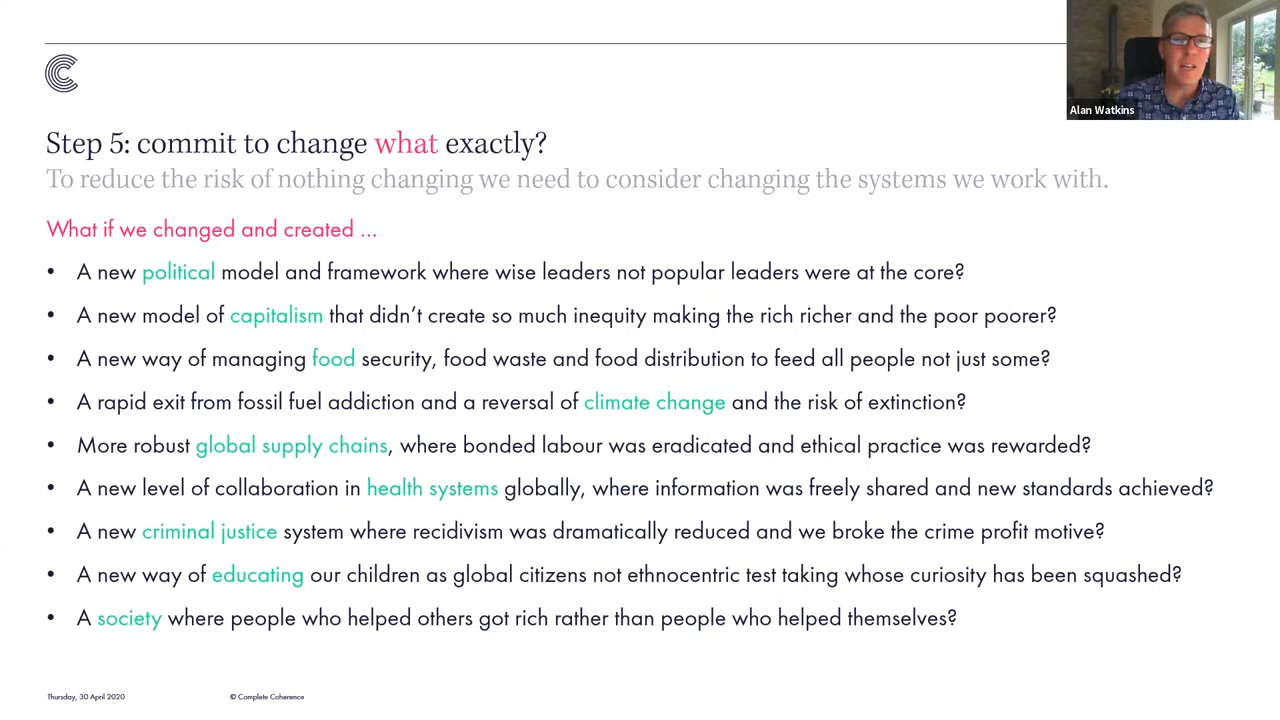 Alan Watkins
Step 5: commit to change what exactly?
To reduce the risk of nothing changing we need to consider changing the systems we work with.
What if we changed and created ...
• A new political model and framework where wise leaders not popular leaders were at the core?
• A new model of capitalism that didn't create so much inequity making the rich richer and the poor poorer?
• A new way of managing food security, food waste and food distribution to feed all people not just some?
• A rapid exit from fossil fuel addiction and a reversal of climate change and the risk of extinction?
• More robust global supply chains, where bonded labour was eradicated and ethical practice was rewarded?
• A new level of collaboration in health systems globally, where information was freely shared and new standards achieved?
• A new criminal justice system where recidivism was dramatically reduced and we broke the crime profit motive?
• A new way of educating our children as global citizens not ethnocentric test taking whose curiosity has been squashed?
• A society where people who helped others got rich rather than people who helped themselves?
Thursday, 30 April 2020
© Complete Coherence